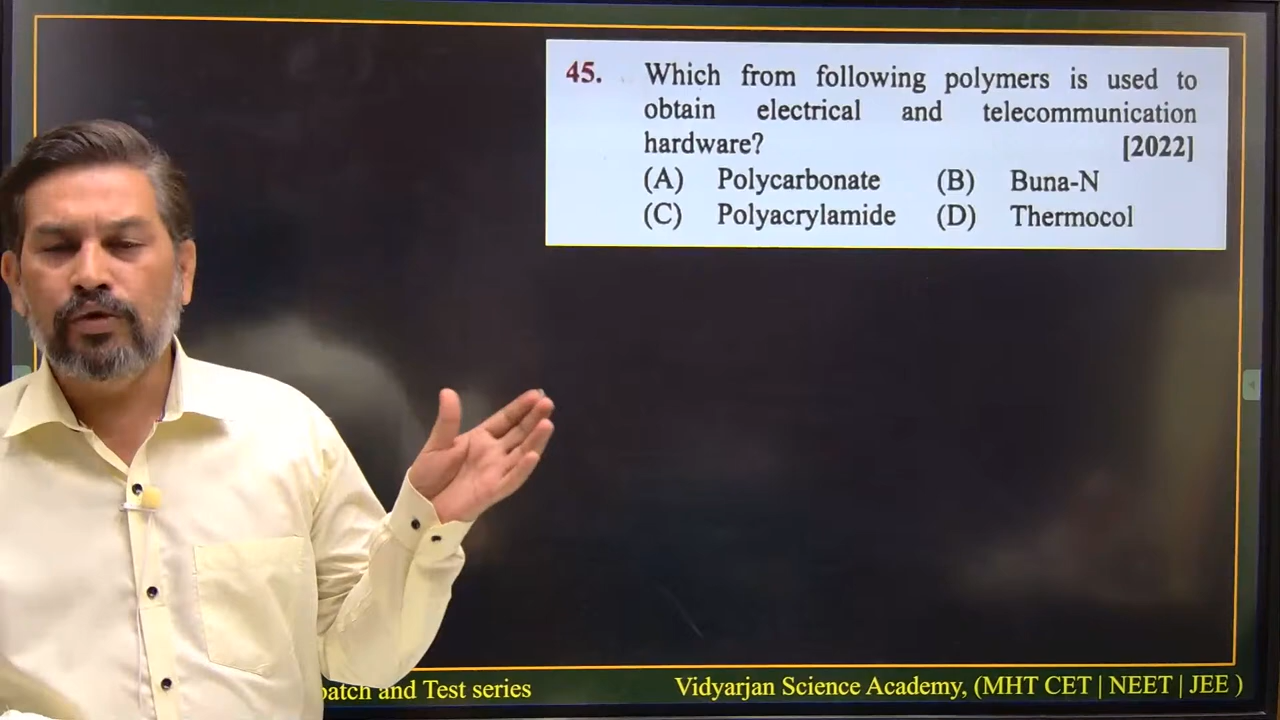 45. Which from following polymers is used to
obtain electrical and telecommunication
hardware? [2022]
(A) Polycarbonate (B) Buna-N
(C) Polyacrylamide (D) Thermocol
batch and Test series Vidyarjan Science Academy, (MHT CET | NEET | JEE )